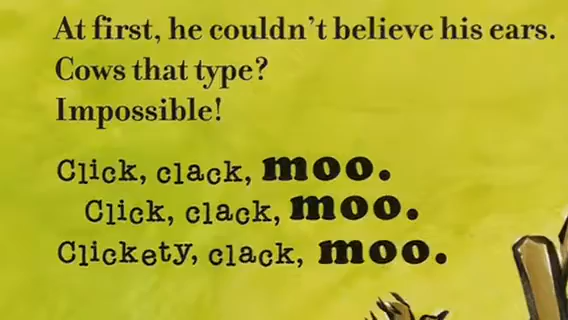 At first, he couldn't believe his ears.
Cows that type?
Impossible!
Click, clack, moo.
Click, clack, moo.
Clickety, clack, moo.